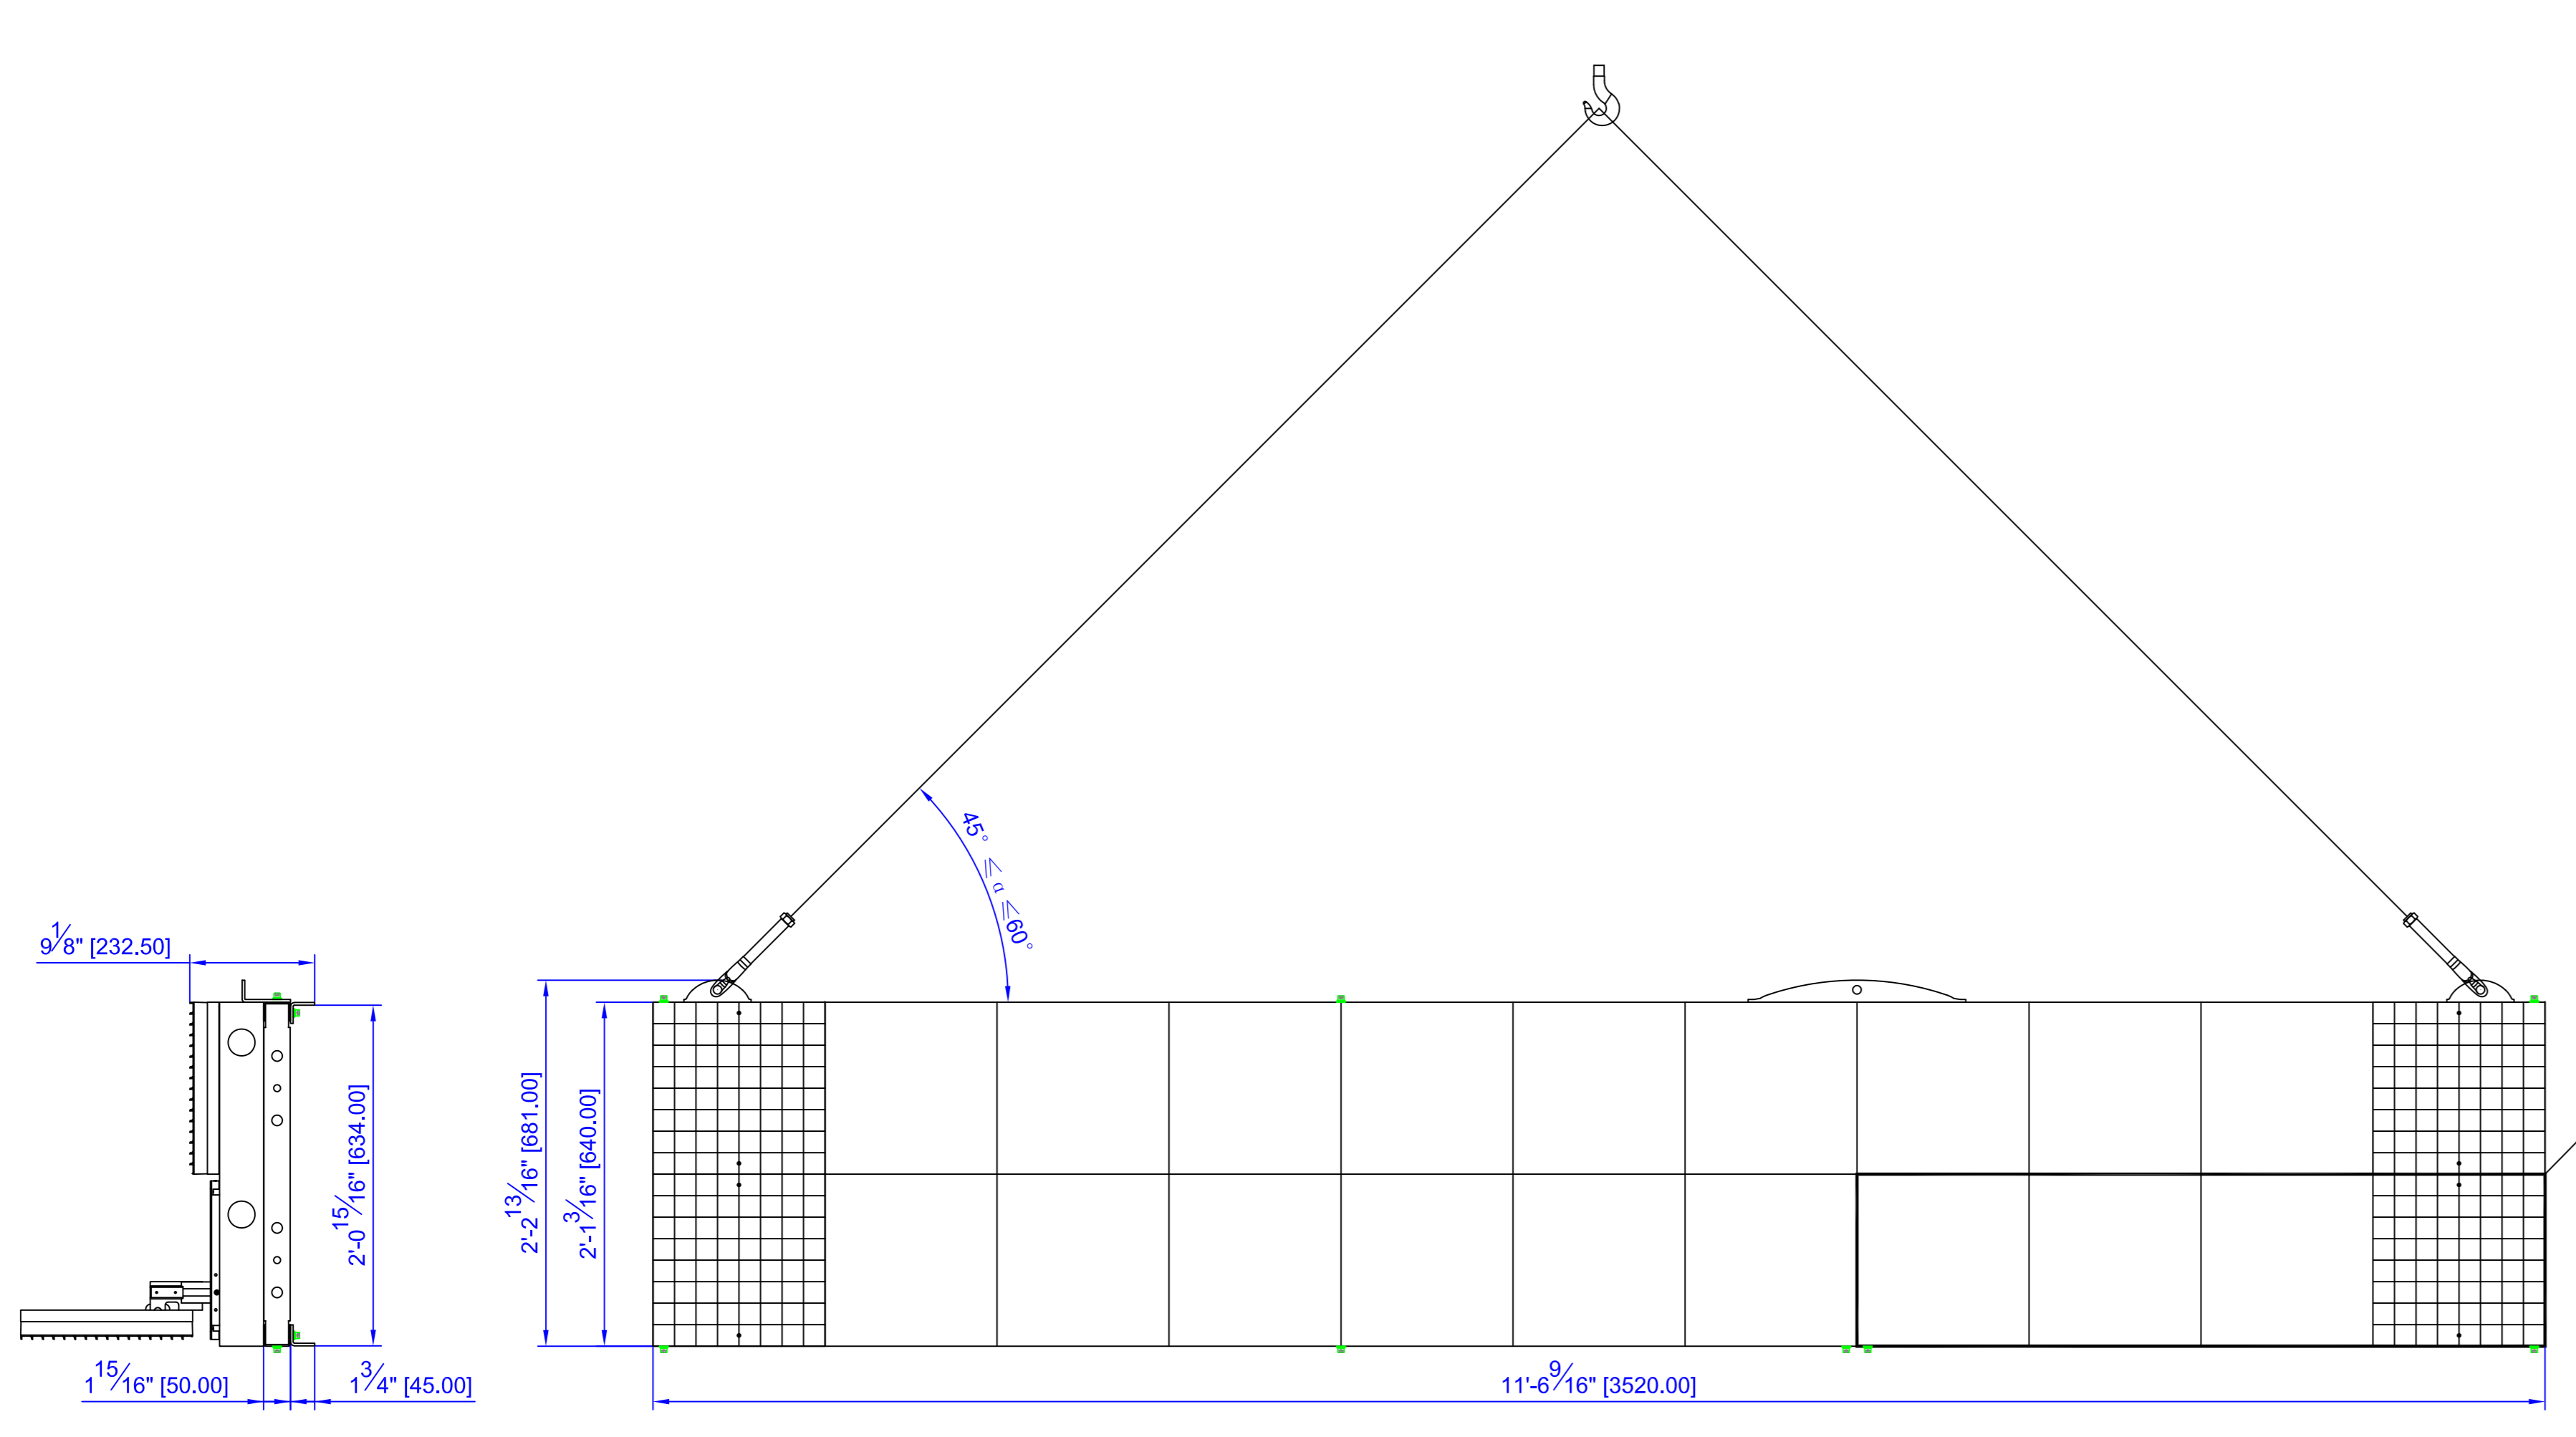 45° ≤ α ≤60°
9 1/8" [232.50]
2'-0 15/16" [634.00]
2'-2 13/16" [681.00]
2'-1 3/16" [640.00]
1 15/16" [50.00]
1 3/4" [45.00]
11'-6 9/16" [3520.00]